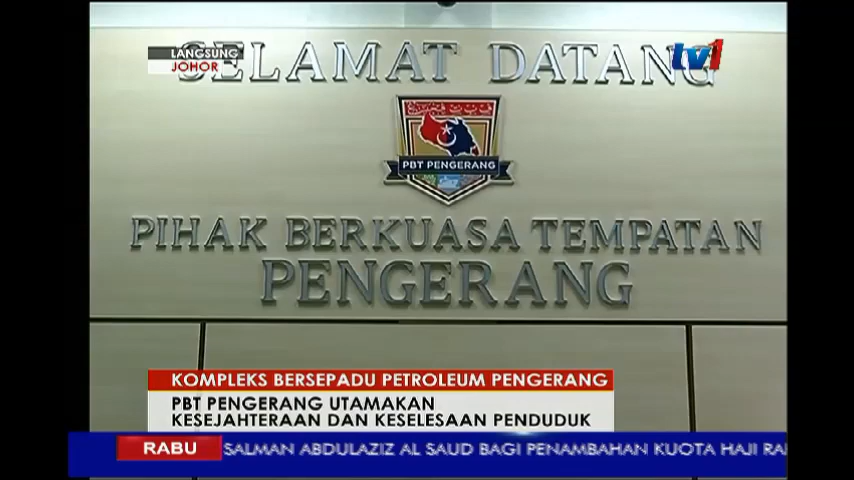 LANGSUNG
JOHOR
SELAMAT DATANG
tv1
PBT PENGERANG
PIHAK BERKUASA TEMPATAN
PENGERANG
KOMPLEKS BERSEPADU PETROLEUM PENGERANG
PBT PENGERANG UTAMAKAN
KESEJAHTERAAN DAN KESELESAAN PENDUDUK
RABU
SALMAN ABDULAZIZ AL SAUD BAGI PENAMBAHAN KUOTA HAJI